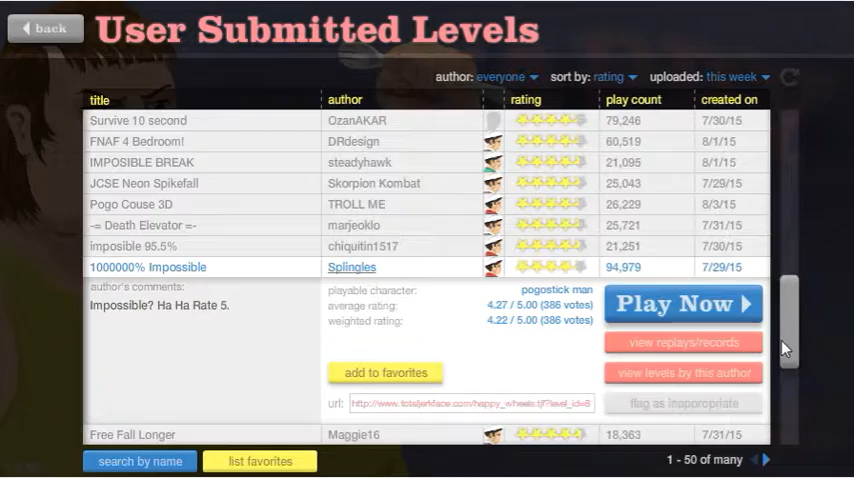 back
User Submitted Levels
author: everyone sort by: rating uploaded: this week
title author rating play count created on
Survive 10 second OzanAKAR 79,246 7/30/15
FNAF 4 Bedroom! DRdesign 60,519 8/1/15
IMPOSIBLE BREAK steadyhawk 21,095 8/1/15
JCSE Neon Spikefall Skorpion Kombat 25,043 7/29/15
Pogo Couse 3D TROLL ME 26,229 8/3/15
-= Death Elevator =- marjeoklo 25,721 7/31/15
imposible 95.5% chiquitin1517 21,251 7/30/15
1000000% Impossible Splingles 94,979 7/29/15
author's comments:
Impossible? Ha Ha Rate 5.
playable character: pogostick man
average rating: 4.27 / 5.00 (386 votes)
weighted rating: 4.22 / 5.00 (386 votes)
Play Now
view replays/records
add to favorites
view levels by this author
url: http://www.totaljerkface.com/happy_wheels.tjf?level_id=8
flag as inappropriate
Free Fall Longer Maggie16 18,363 7/31/15
search by name list favorites 1 - 50 of many